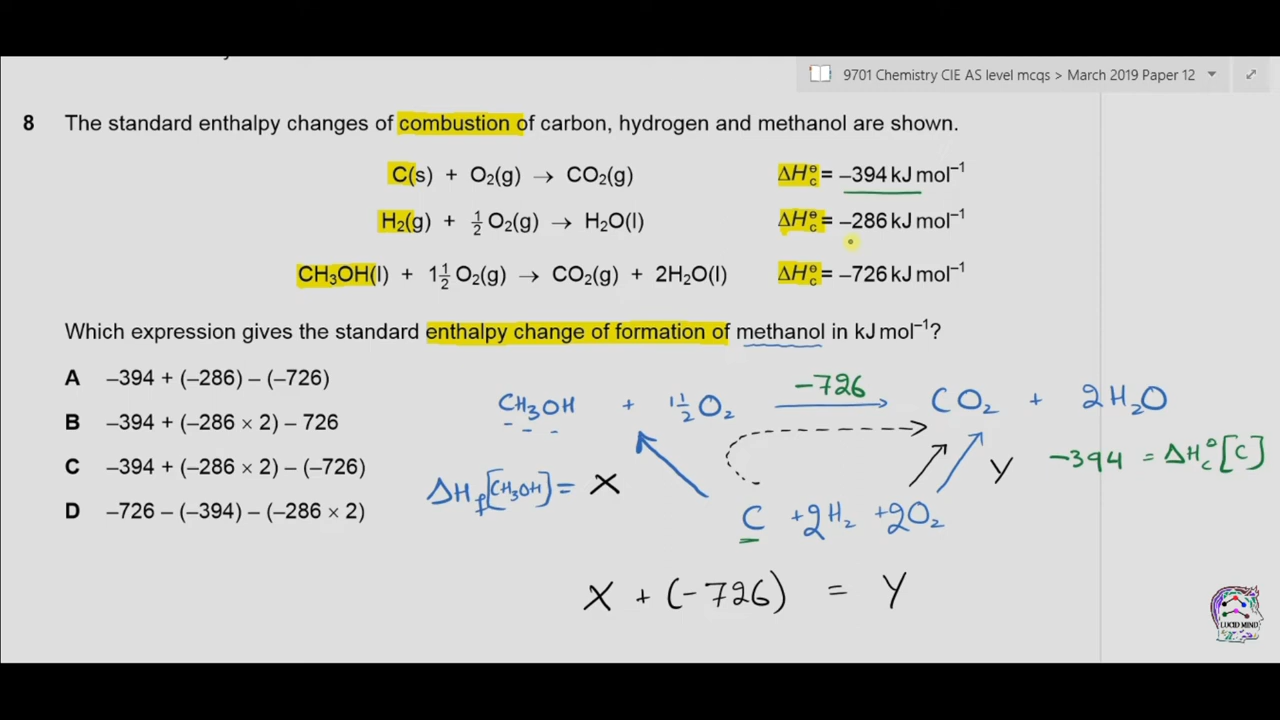 9701 Chemistry CIE AS level mcqs > March 2019 Paper 12
8 The standard enthalpy changes of combustion of carbon, hydrogen and methanol are shown.
C(s) + O₂(g) → CO₂(g) ΔH⦵c = –394 kJ mol⁻¹
H₂(g) + ½O₂(g) → H₂O(l) ΔH⦵c = –286 kJ mol⁻¹
CH₃OH(l) + 1½O₂(g) → CO₂(g) + 2H₂O(l) ΔH⦵c = –726 kJ mol⁻¹
Which expression gives the standard enthalpy change of formation of methanol in kJ mol⁻¹?
A –394 + (–286) – (–726)
B –394 + (–286 × 2) – 726
C –394 + (–286 × 2) – (–726)
D –726 – (–394) – (–286 × 2)
-726
CH₃OH + 1½O₂ → CO₂ + 2H₂O
-394 = ΔH°c [C]
ΔHf[CH₃OH] = X
Y
C + 2H₂ + 2O₂
X + (-726) = Y
LUCID MIND